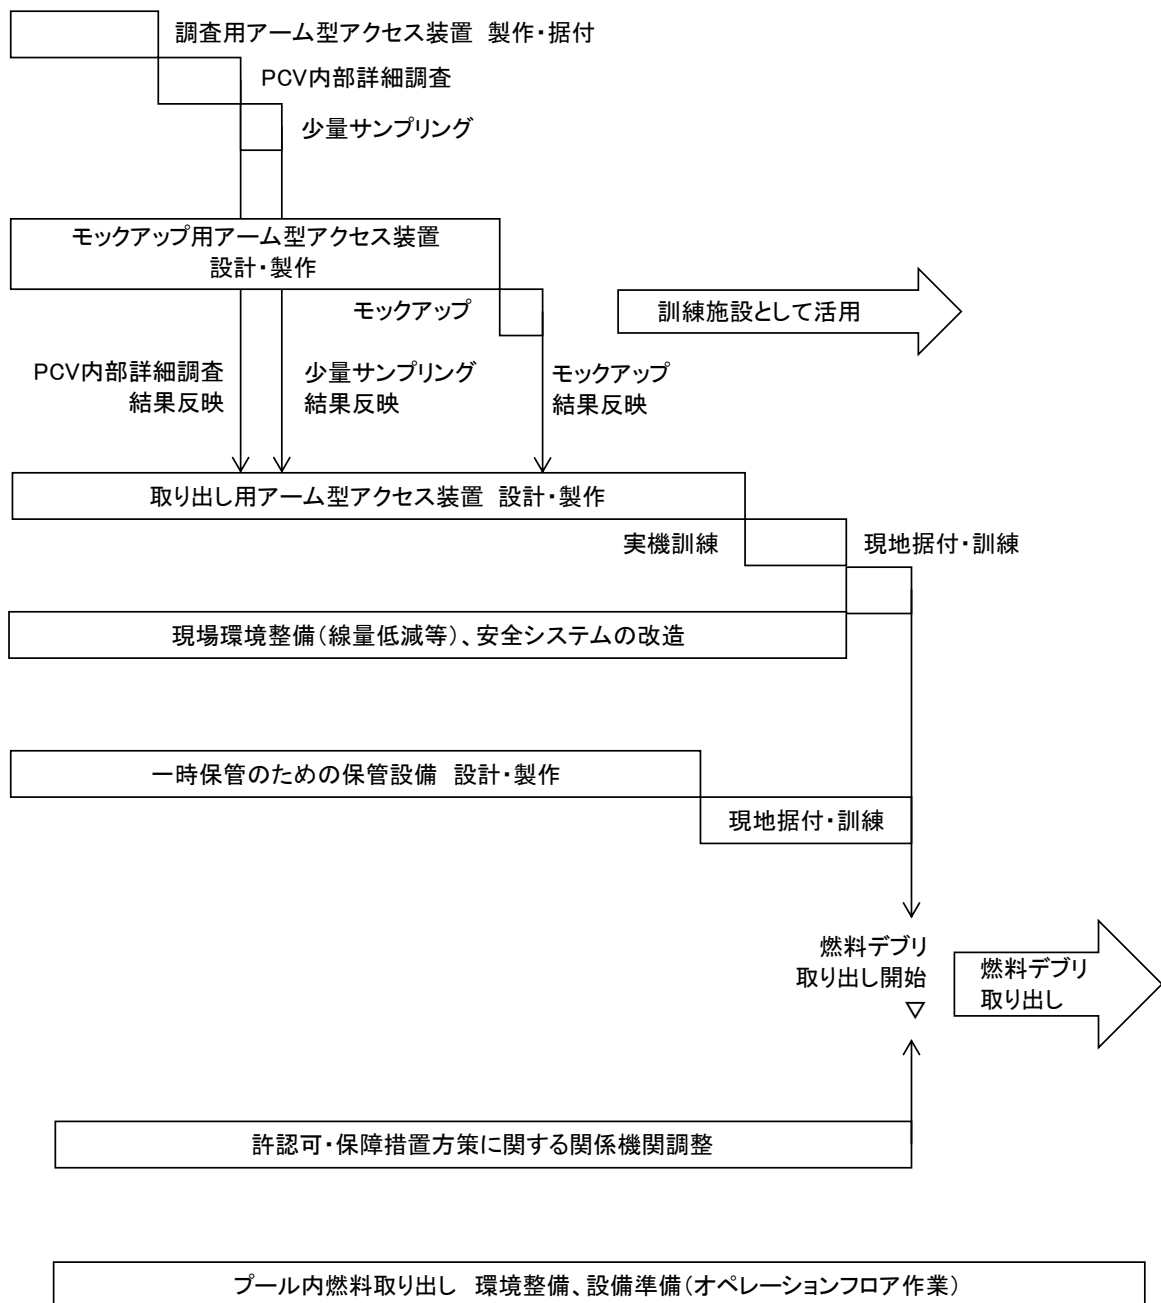 調査用アーム型アクセス装置 製作・据付
PCV内部詳細調査
少量サンプリング
モックアップ用アーム型アクセス装置
設計・製作
モックアップ
訓練施設として活用
PCV内部詳細調査
結果反映
少量サンプリング
結果反映
モックアップ
結果反映
取り出し用アーム型アクセス装置 設計・製作
実機訓練
現地据付・訓練
現場環境整備(線量低減等)、安全システムの改造
一時保管のための保管設備 設計・製作
現地据付・訓練
燃料デブリ
取り出し開始
▽
燃料デブリ
取り出し
許認可・保障措置方策に関する関係機関調整
プール内燃料取り出し 環境整備、設備準備(オペレーションフロア作業)